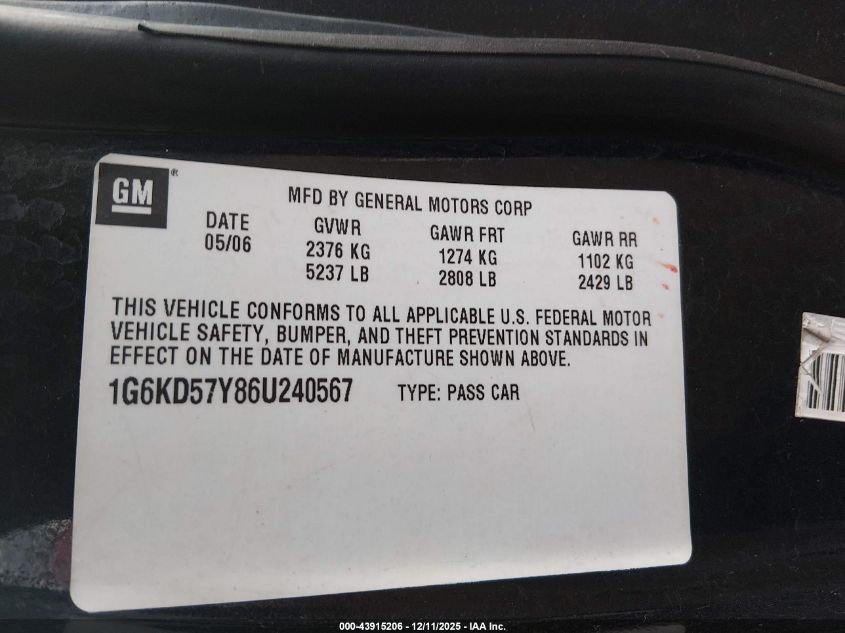 GM ®
MFD BY GENERAL MOTORS CORP
DATE GVWR GAWR FRT GAWR RR
05/06 2376 KG 1274 KG 1102 KG
5237 LB 2808 LB 2429 LB
THIS VEHICLE CONFORMS TO ALL APPLICABLE U.S. FEDERAL MOTOR
VEHICLE SAFETY, BUMPER, AND THEFT PREVENTION STANDARDS IN
EFFECT ON THE DATE OF MANUFACTURE SHOWN ABOVE.
1G6KD57Y86U240567 TYPE: PASS CAR
000-43915206 - 12/11/2025 - IAA Inc.